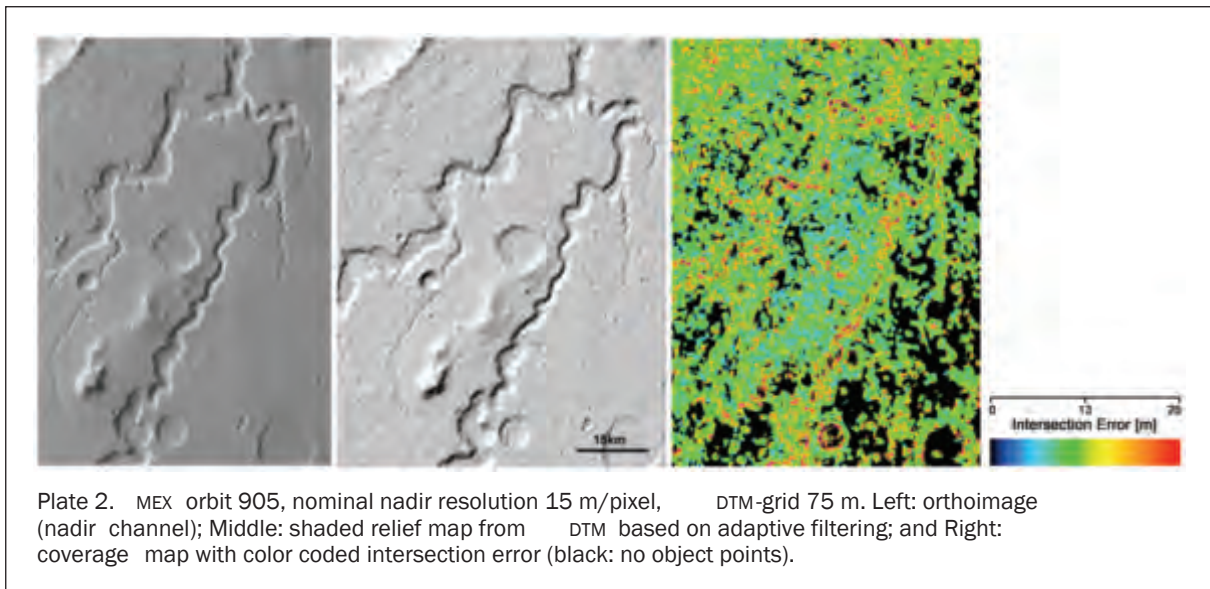 15km
0 13 25
Intersection Error [m]
Plate 2. MEX orbit 905, nominal nadir resolution 15 m/pixel, DTM-grid 75 m. Left: orthoimage
(nadir channel); Middle: shaded relief map from DTM based on adaptive filtering; and Right:
coverage map with color coded intersection error (black: no object points).